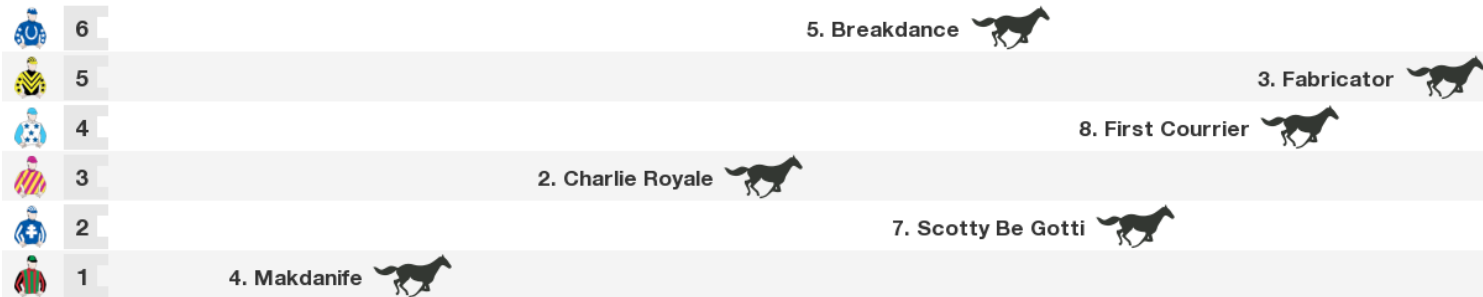 6 5. Breakdance
5 3. Fabricator
4 8. First Courrier
3 2. Charlie Royale
2 7. Scotty Be Gotti
1 4. Makdanife